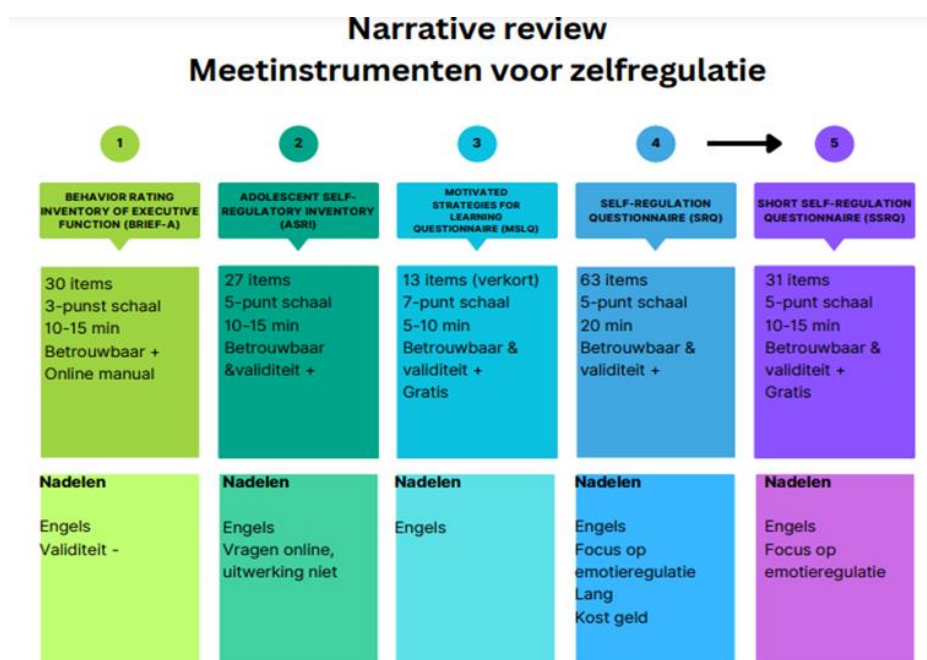 Narrative review
Meetinstrumenten voor zelfregulatie
1
2
3
4
5
BEHAVIOR RATING
INVENTORY OF EXECUTIVE
FUNCTION (BRIEF-A)
ADOLESCENT SELF-
REGULATORY INVENTORY
(ASRI)
MOTIVATED
STRATEGIES FOR
LEARNING
QUESTIONNAIRE (MSLQ)
SELF-REGULATION
QUESTIONNAIRE (SRQ)
SHORT SELF-REGULATION
QUESTIONNAIRE (SSRQ)
30 items
3-punst schaal
10-15 min
Betrouwbaar +
Online manual
27 items
5-punt schaal
10-15 min
Betrouwbaar
&validiteit +
13 items (verkort)
7-punt schaal
5-10 min
Betrouwbaar &
validiteit +
Gratis
63 items
5-punt schaal
20 min
Betrouwbaar &
validiteit +
31 items
5-punt schaal
10-15 min
Betrouwbaar &
validiteit +
Gratis
Nadelen
Engels
Validiteit -
Nadelen
Engels
Vragen online,
uitwerking niet
Nadelen
Engels
Nadelen
Engels
Focus op
emotieregulatie
Lang
Kost geld
Nadelen
Engels
Focus op
emotieregulatie